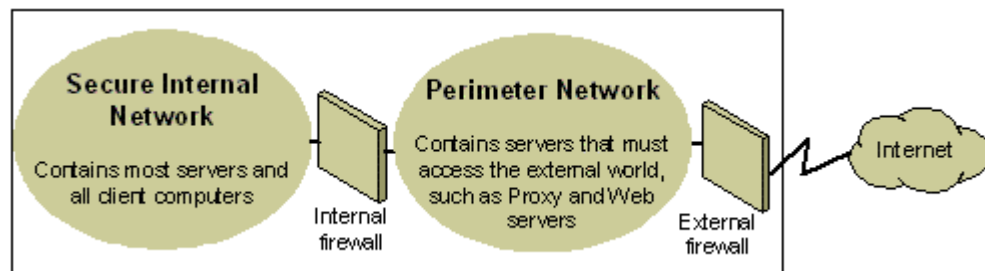 Secure Internal
Network
Contains most servers and
all client computers
Internal
firewall
Perimeter Network
Contains servers that must
access the external world,
such as Proxy and Web
servers
External
firewall
Internet